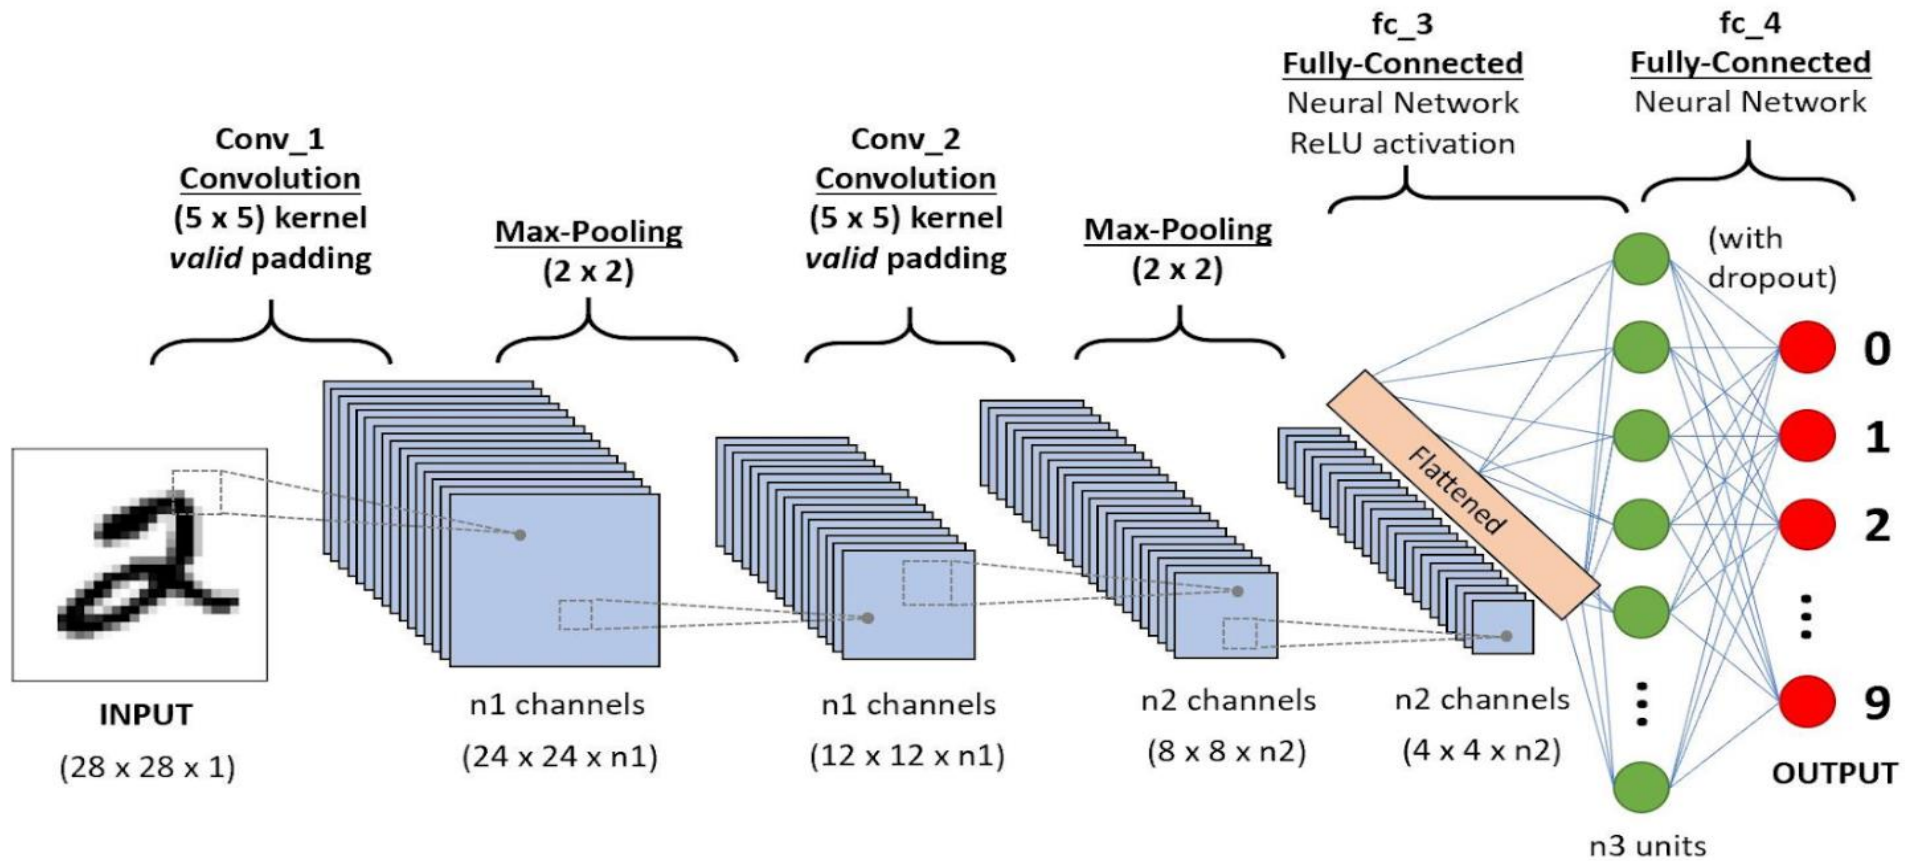 Conv_1
Convolution
(5 x 5) kernel
valid padding
Max-Pooling
(2 x 2)
Conv_2
Convolution
(5 x 5) kernel
valid padding
Max-Pooling
(2 x 2)
fc_3
Fully-Connected
Neural Network
ReLU activation
fc_4
Fully-Connected
Neural Network
(with
dropout)
INPUT
(28 x 28 x 1)
n1 channels
(24 x 24 x n1)
n1 channels
(12 x 12 x n1)
n2 channels
(8 x 8 x n2)
n2 channels
(4 x 4 x n2)
Flattened
n3 units
0
1
2
9
OUTPUT